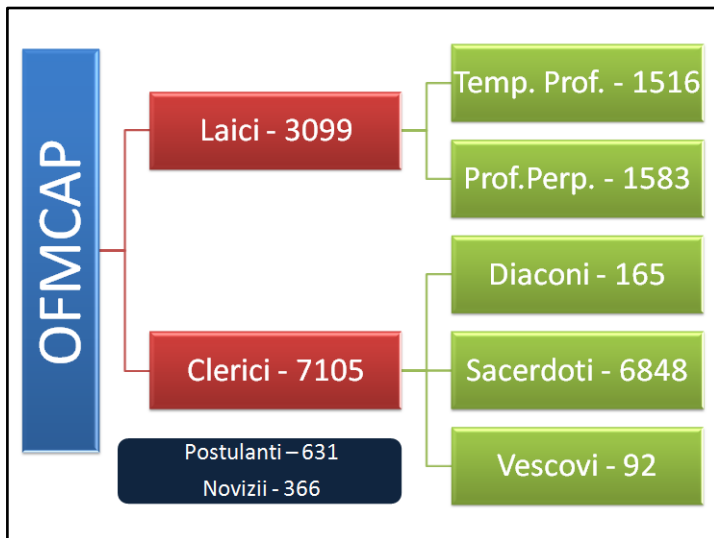 OFMCAP
Laici - 3099
Temp. Prof. - 1516
Prof.Perp. - 1583
Clerici - 7105
Diaconi - 165
Sacerdoti - 6848
Vescovi - 92
Postulanti – 631
Novizii - 366